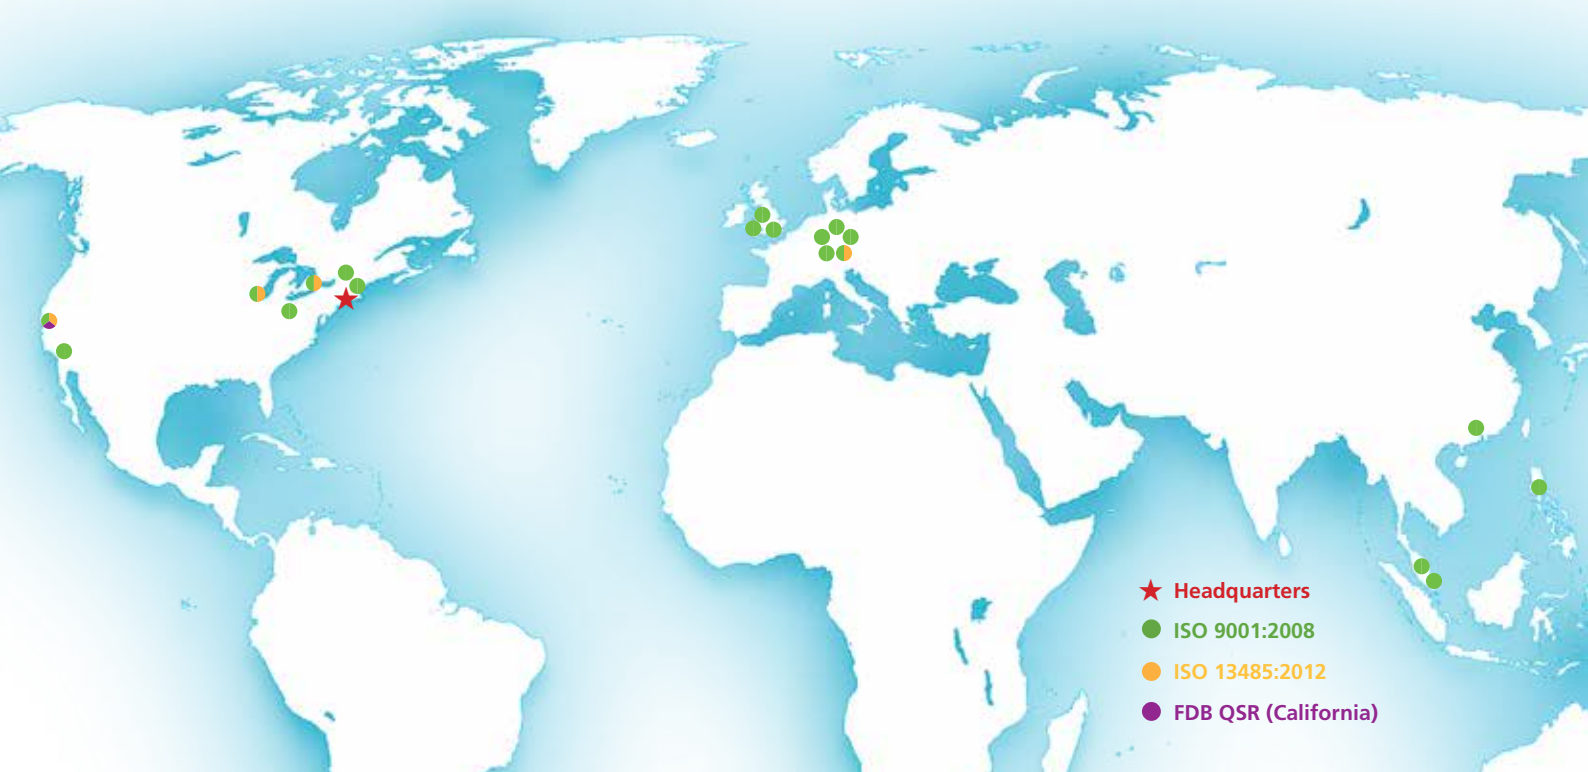 Headquarters
ISO 9001:2008
ISO 13485:2012
FDB QSR (California)